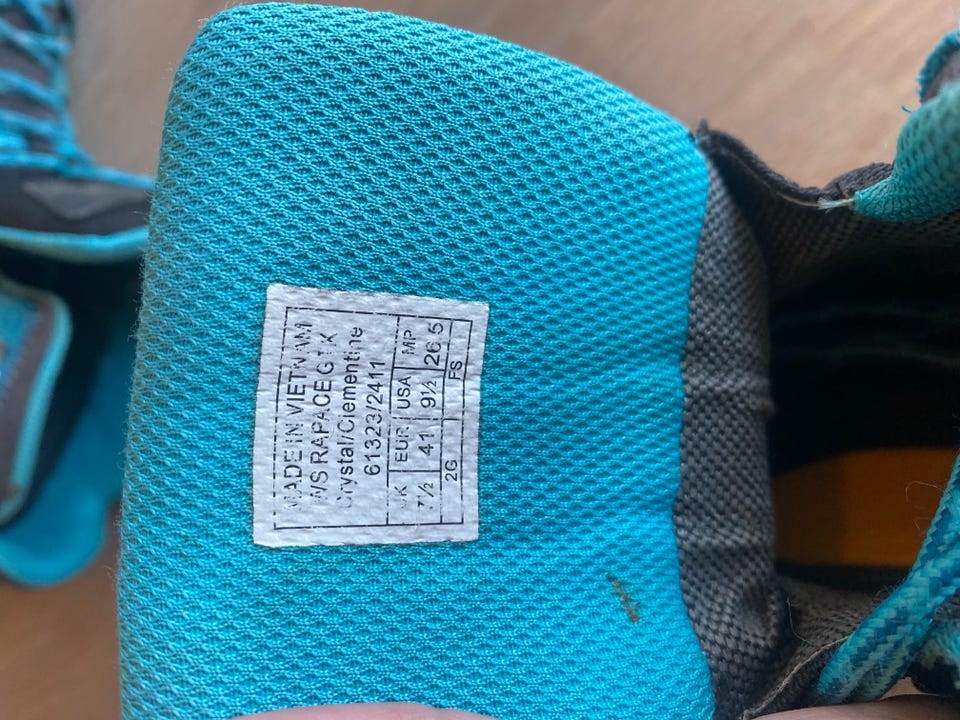 MADE IN VIETNAM
WS RAPACE GTX
Crystal/Clementine
61323/2411
UK EUR USA MP
7½ 41 9½ 26.5
2G FS